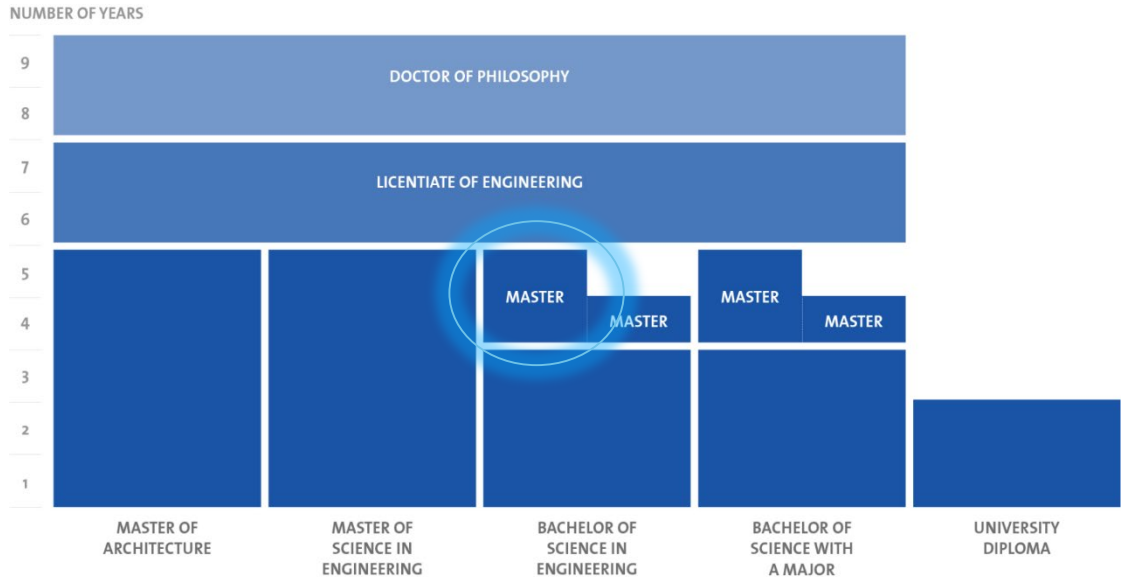 NUMBER OF YEARS
9
DOCTOR OF PHILOSOPHY
8
7
LICENTIATE OF ENGINEERING
6
5
MASTER
MASTER
4
MASTER
MASTER
3
2
1
MASTER OF
ARCHITECTURE
MASTER OF
SCIENCE IN
ENGINEERING
BACHELOR OF
SCIENCE IN
ENGINEERING
BACHELOR OF
SCIENCE WITH
A MAJOR
UNIVERSITY
DIPLOMA